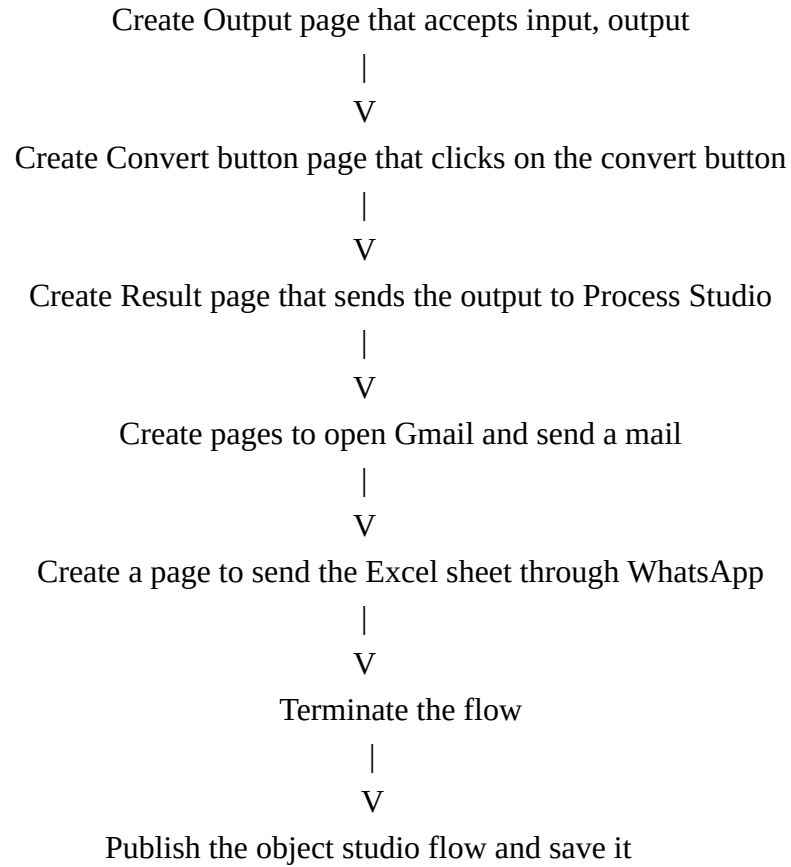 Create Output page that accepts input, output
|
V
Create Convert button page that clicks on the convert button
|
V
Create Result page that sends the output to Process Studio
|
V
Create pages to open Gmail and send a mail
|
V
Create a page to send the Excel sheet through WhatsApp
|
V
Terminate the flow
|
V
Publish the object studio flow and save it